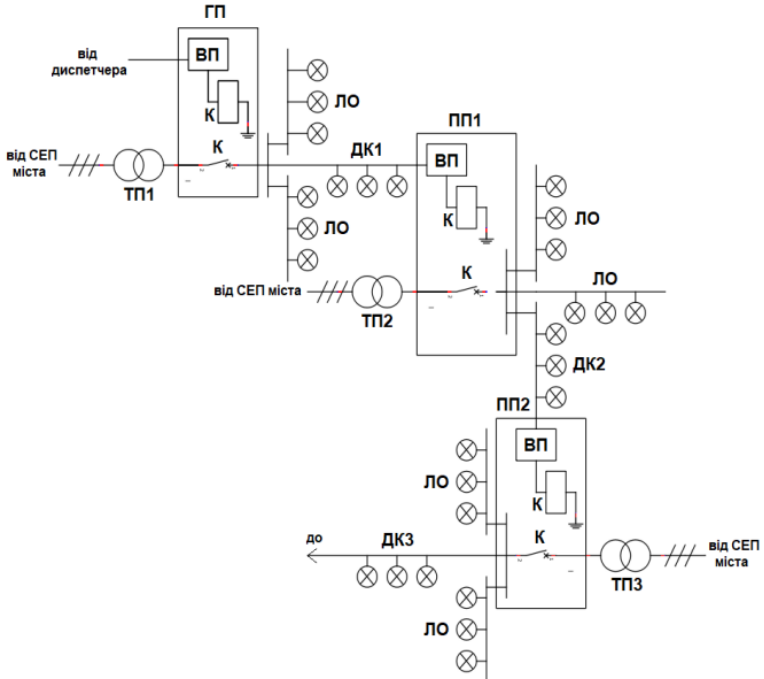 ГП
від
диспетчера
ВП
К
ЛО
від СЕП
міста
ТП1
К
ДК1
ПП1
ВП
К
ЛО
ЛО
від СЕП міста
ТП2
К
ЛО
ДК2
ПП2
ВП
К
ЛО
до
ДК3
К
ТП3
від СЕП
міста
ЛО